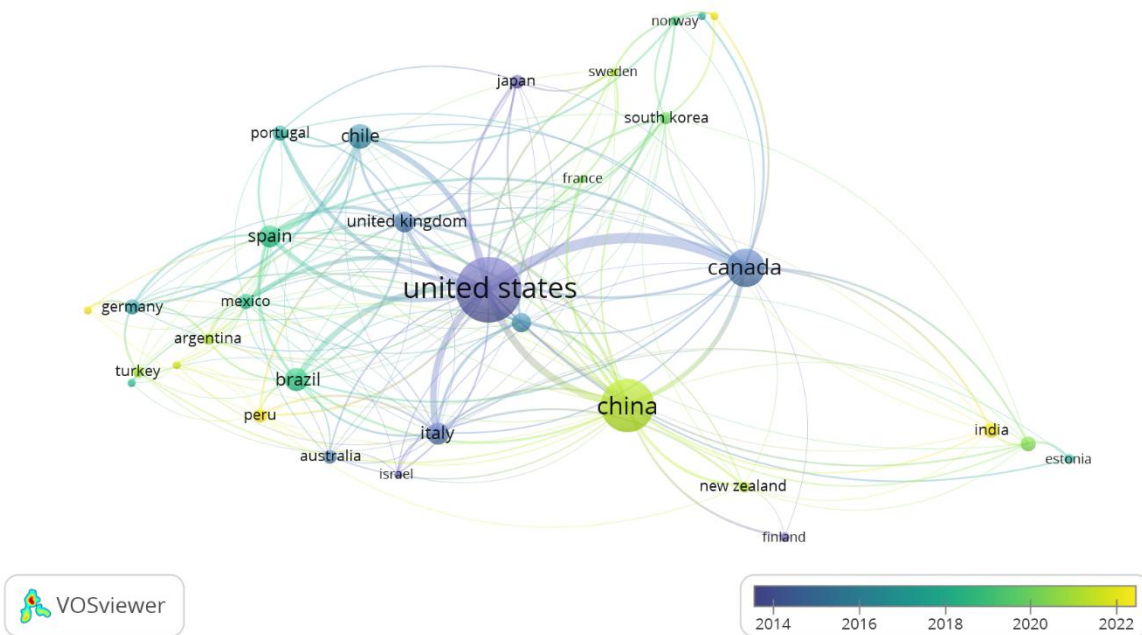 norway
sweden
japan
south korea
portugal
chile
france
united kingdom
spain
canada
united states
mexico
germany
argentina
turkey
brazil
china
peru
italy
india
australia
estonia
israel
new zealand
finland
VOSviewer
2014 2016 2018 2020 2022